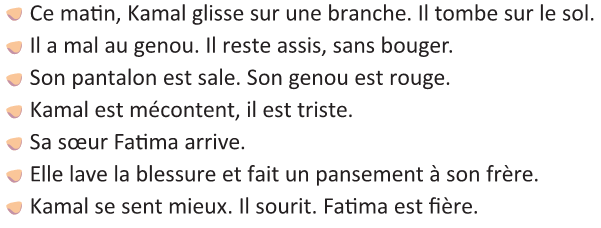 Ce matin, Kamal glisse sur une branche. Il tombe sur le sol.
Il a mal au genou. Il reste assis, sans bouger.
Son pantalon est sale. Son genou est rouge.
Kamal est mécontent, il est triste.
Sa sœur Fatima arrive.
Elle lave la blessure et fait un pansement à son frère.
Kamal se sent mieux. Il sourit. Fatima est fière.